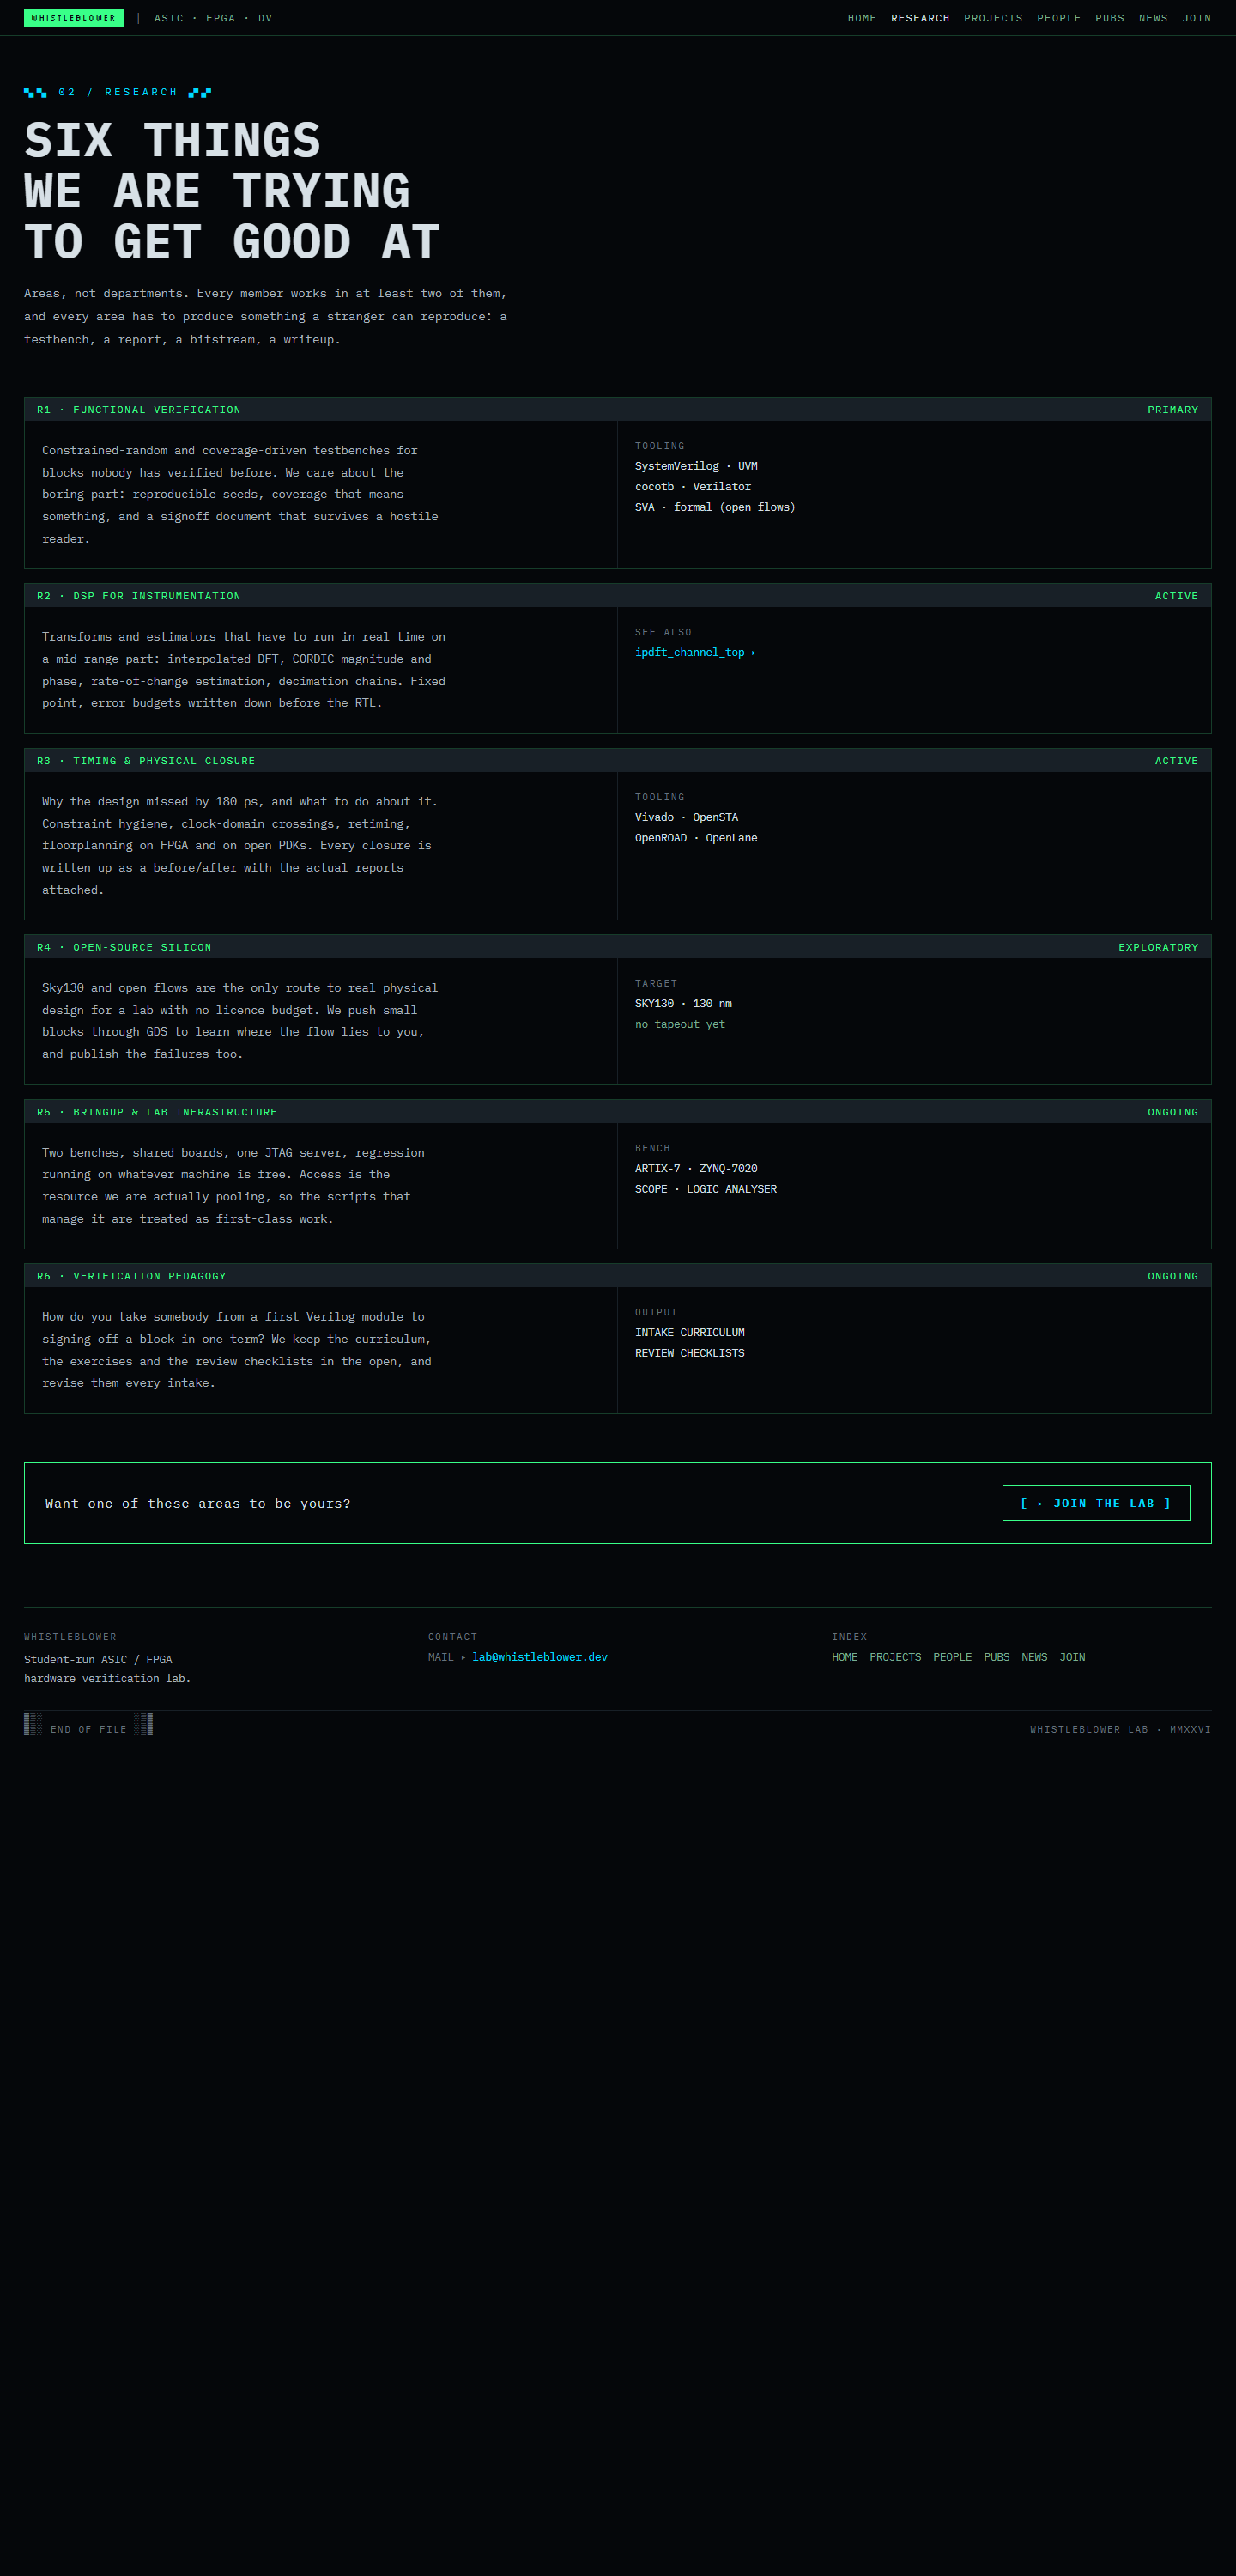 WHISTLEBLOWER | ASIC · FPGA · DV HOME RESEARCH PROJECTS PEOPLE PUBS NEWS JOIN
▚▚ 02 / RESEARCH ▞▞
SIX THINGS
WE ARE TRYING
TO GET GOOD AT
Areas, not departments. Every member works in at least two of them,
and every area has to produce something a stranger can reproduce: a
testbench, a report, a bitstream, a writeup.
R1 · FUNCTIONAL VERIFICATION PRIMARY
Constrained-random and coverage-driven testbenches for
blocks nobody has verified before. We care about the
boring part: reproducible seeds, coverage that means
something, and a signoff document that survives a hostile
reader.
TOOLING
SystemVerilog · UVM
cocotb · Verilator
SVA · formal (open flows)
R2 · DSP FOR INSTRUMENTATION ACTIVE
Transforms and estimators that have to run in real time on
a mid-range part: interpolated DFT, CORDIC magnitude and
phase, rate-of-change estimation, decimation chains. Fixed
point, error budgets written down before the RTL.
SEE ALSO
ipdft_channel_top ▸
R3 · TIMING & PHYSICAL CLOSURE ACTIVE
Why the design missed by 180 ps, and what to do about it.
Constraint hygiene, clock-domain crossings, retiming,
floorplanning on FPGA and on open PDKs. Every closure is
written up as a before/after with the actual reports
attached.
TOOLING
Vivado · OpenSTA
OpenROAD · OpenLane
R4 · OPEN-SOURCE SILICON EXPLORATORY
Sky130 and open flows are the only route to real physical
design for a lab with no licence budget. We push small
blocks through GDS to learn where the flow lies to you,
and publish the failures too.
TARGET
SKY130 · 130 nm
no tapeout yet
R5 · BRINGUP & LAB INFRASTRUCTURE ONGOING
Two benches, shared boards, one JTAG server, regression
running on whatever machine is free. Access is the
resource we are actually pooling, so the scripts that
manage it are treated as first-class work.
BENCH
ARTIX-7 · ZYNQ-7020
SCOPE · LOGIC ANALYSER
R6 · VERIFICATION PEDAGOGY ONGOING
How do you take somebody from a first Verilog module to
signing off a block in one term? We keep the curriculum,
the exercises and the review checklists in the open, and
revise them every intake.
OUTPUT
INTAKE CURRICULUM
REVIEW CHECKLISTS
Want one of these areas to be yours? [ ▸ JOIN THE LAB ]
WHISTLEBLOWER
Student-run ASIC / FPGA
hardware verification lab.
CONTACT
MAIL ▸ lab@whistleblower.dev
INDEX
HOME PROJECTS PEOPLE PUBS NEWS JOIN
▓▒░ END OF FILE ░▒▓ WHISTLEBLOWER LAB · MMXXVI